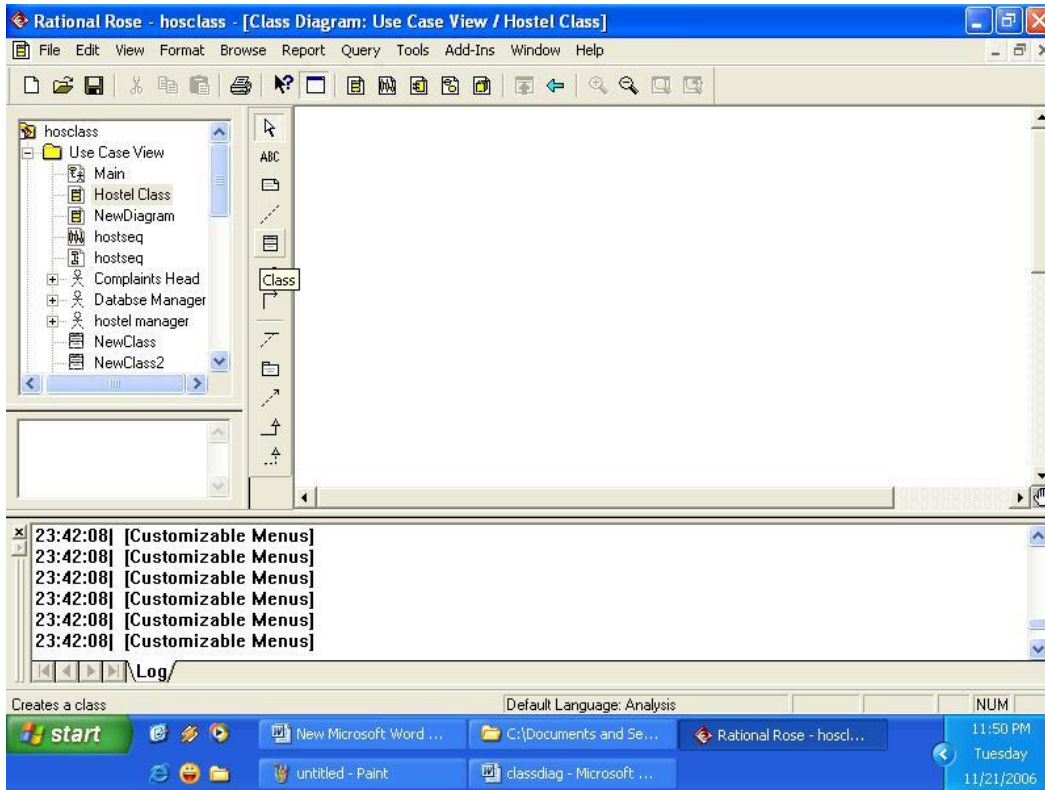 Rational Rose - hosclass - [Class Diagram: Use Case View / Hostel Class]
File Edit View Format Browse Report Query Tools Add-Ins Window Help
hosclass
Use Case View
Main
Hostel Class
NewDiagram
hostseq
hostseq
Complaints Head
Databse Manager
hostel manager
NewClass
NewClass2
ABC
Class
23:42:08| [Customizable Menus]
23:42:08| [Customizable Menus]
23:42:08| [Customizable Menus]
23:42:08| [Customizable Menus]
23:42:08| [Customizable Menus]
23:42:08| [Customizable Menus]
Log
Creates a class Default Language: Analysis NUM
start New Microsoft Word ... C:\Documents and Se... Rational Rose - hoscl... 11:50 PM
Tuesday
untitled - Paint classdiag - Microsoft ... 11/21/2006